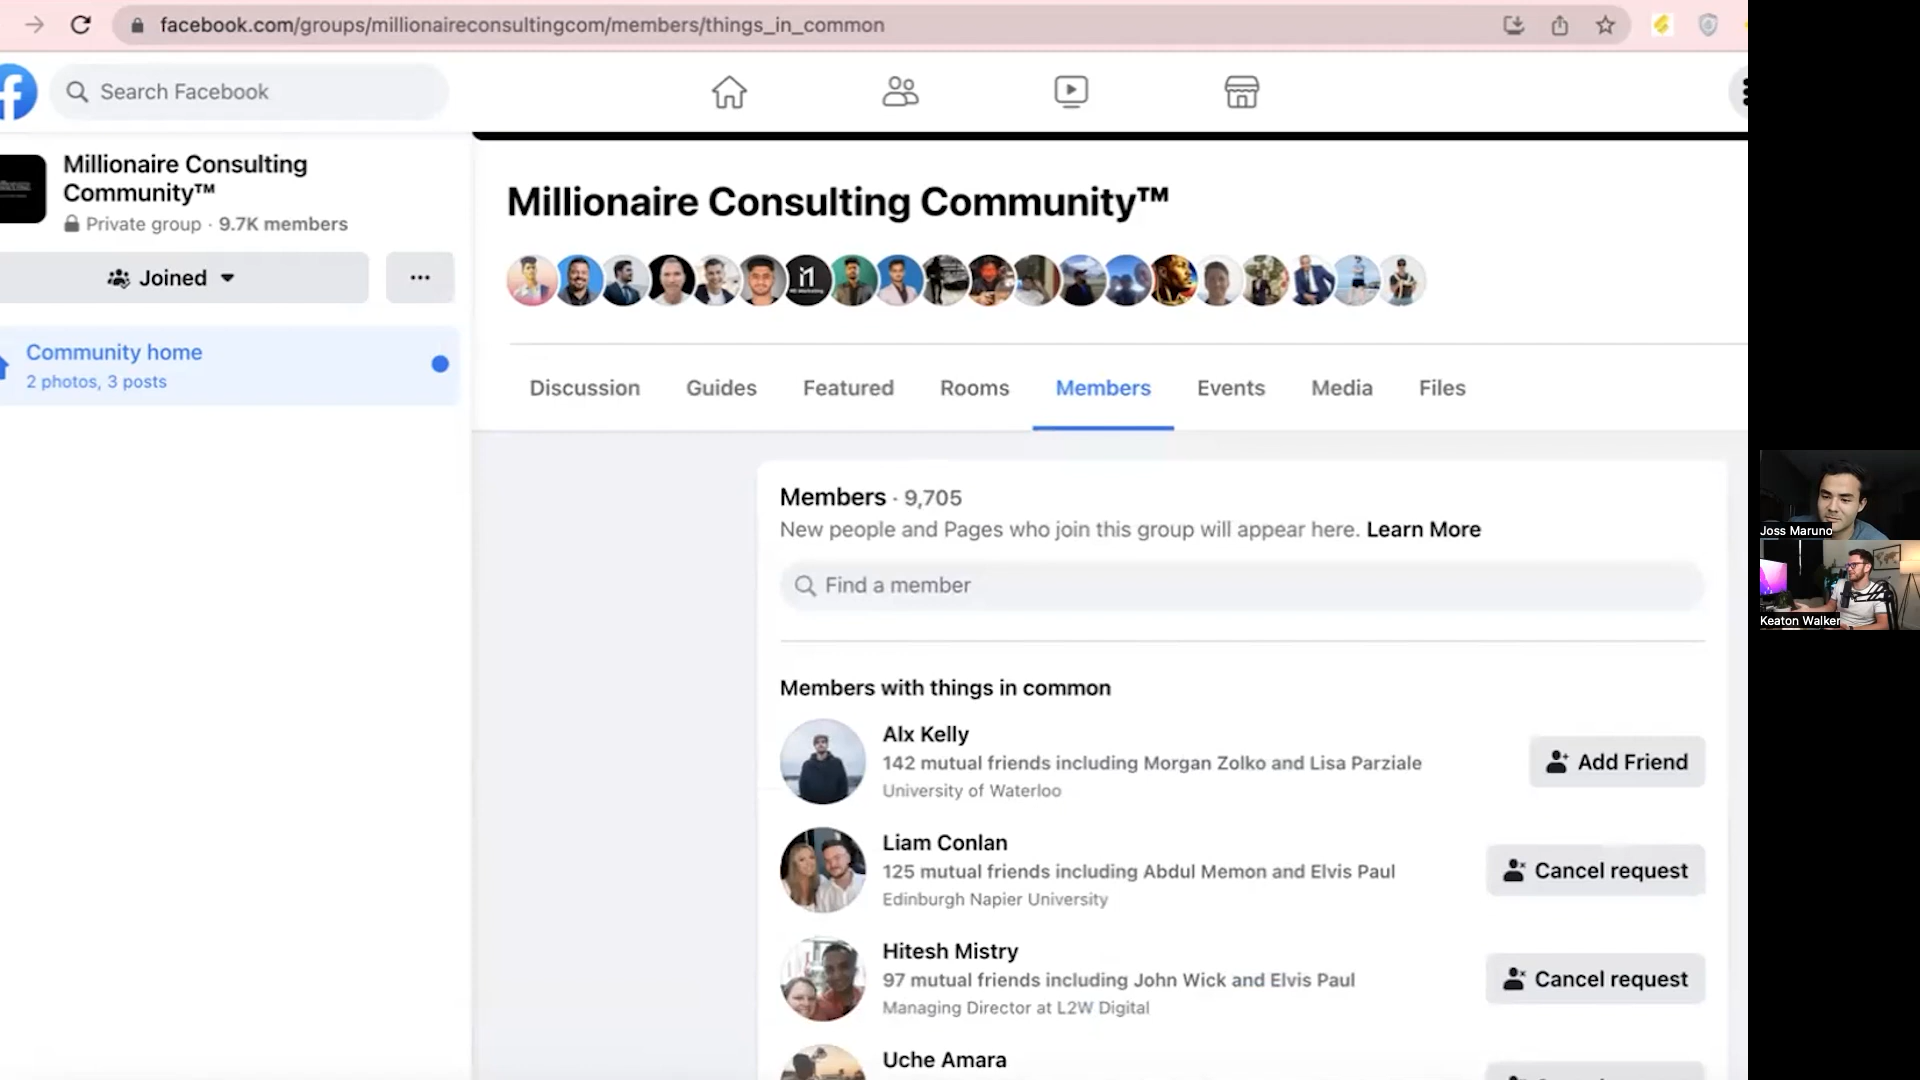 facebook.com/groups/millionaireconsultingcom/members/things_in_common
Search Facebook
Millionaire Consulting
Community™
Private group · 9.7K members
Joined
Community home
2 photos, 3 posts
Millionaire Consulting Community™
Discussion Guides Featured Rooms Members Events Media Files
Members · 9,705
New people and Pages who join this group will appear here. Learn More
Find a member
Members with things in common
Alx Kelly
142 mutual friends including Morgan Zolko and Lisa Parziale
University of Waterloo
Add Friend
Liam Conlan
125 mutual friends including Abdul Memon and Elvis Paul
Edinburgh Napier University
Cancel request
Hitesh Mistry
97 mutual friends including John Wick and Elvis Paul
Managing Director at L2W Digital
Cancel request
Uche Amara
Joss Maruno
Keaton Walker